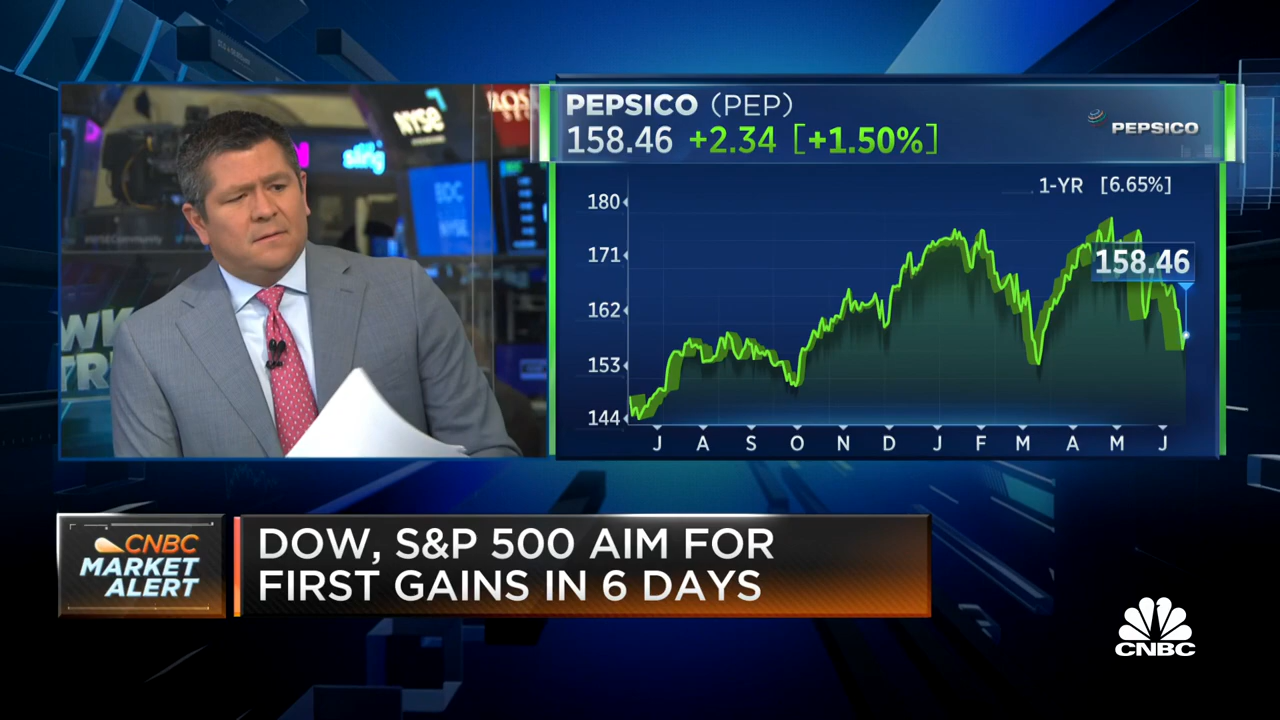 PEPSICO (PEP)
158.46 +2.34 [+1.50%]
PEPSICO
1-YR [6.65%]
180
171
162
153
144
158.46
J A S O N D J F M A M J
NYSE
sling
NYSE
CNBC
MARKET
ALERT
DOW, S&P 500 AIM FOR
FIRST GAINS IN 6 DAYS
CNBC